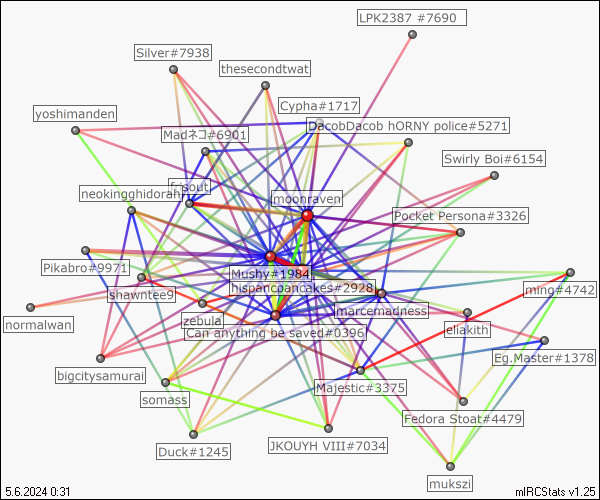 LPK2387 #7690
Silver#7938
thesecondtwat
Cypha#1717
yoshimanden
Madネコ#6901
DacobDacob hORNY police#5271
Swirly Boi#6154
frisout
neokingghidorah
moonraven
Pocket Persona#3326
Pikabro#9971
Mushy#1984
hispancpancakes#2928
shawntee9
ming#4742
normalwan
zebula
marcemadness
Can anything be saved#0396
eliakith
Eg.Master#1378
bigcitysamurai
Majestic#3375
somass
Fedora Stoat#4479
Duck#1245
JKOUYH VIII#7034
mukszi
5.6.2024 0:31
mIRCStats v1.25